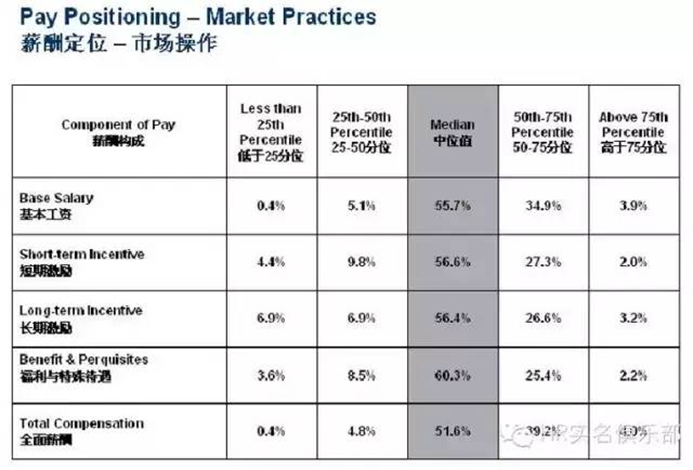 Pay Positioning – Market Practices
薪酬定位 – 市场操作
Component of Pay
薪酬构成
Less than
25th
Percentile
低于25分位
25th-50th
Percentile
25-50分位
Median
中位值
50th-75th
Percentile
50-75分位
Above 75th
Percentile
高于75分位
Base Salary
基本工资
0.4%
5.1%
55.7%
34.9%
3.9%
Short-term Incentive
短期激励
4.4%
9.8%
56.6%
27.3%
2.0%
Long-term Incentive
长期激励
6.9%
6.9%
56.4%
26.6%
3.2%
Benefit & Perquisites
福利与特殊待遇
3.6%
8.5%
60.3%
25.4%
2.2%
Total Compensation
全面薪酬
0.4%
4.8%
51.6%
39.2%
4.0%
HR实名俱乐部